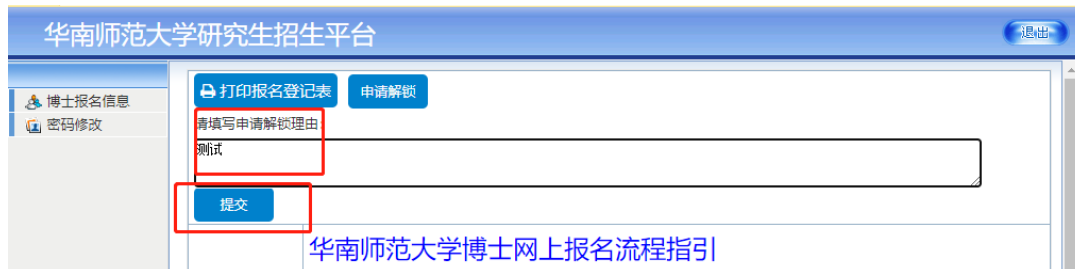 华南师范大学研究生招生平台
退出
博士报名信息
密码修改
打印报名登记表 申请解锁
请填写申请解锁理由
测试
提交
华南师范大学博士网上报名流程指引